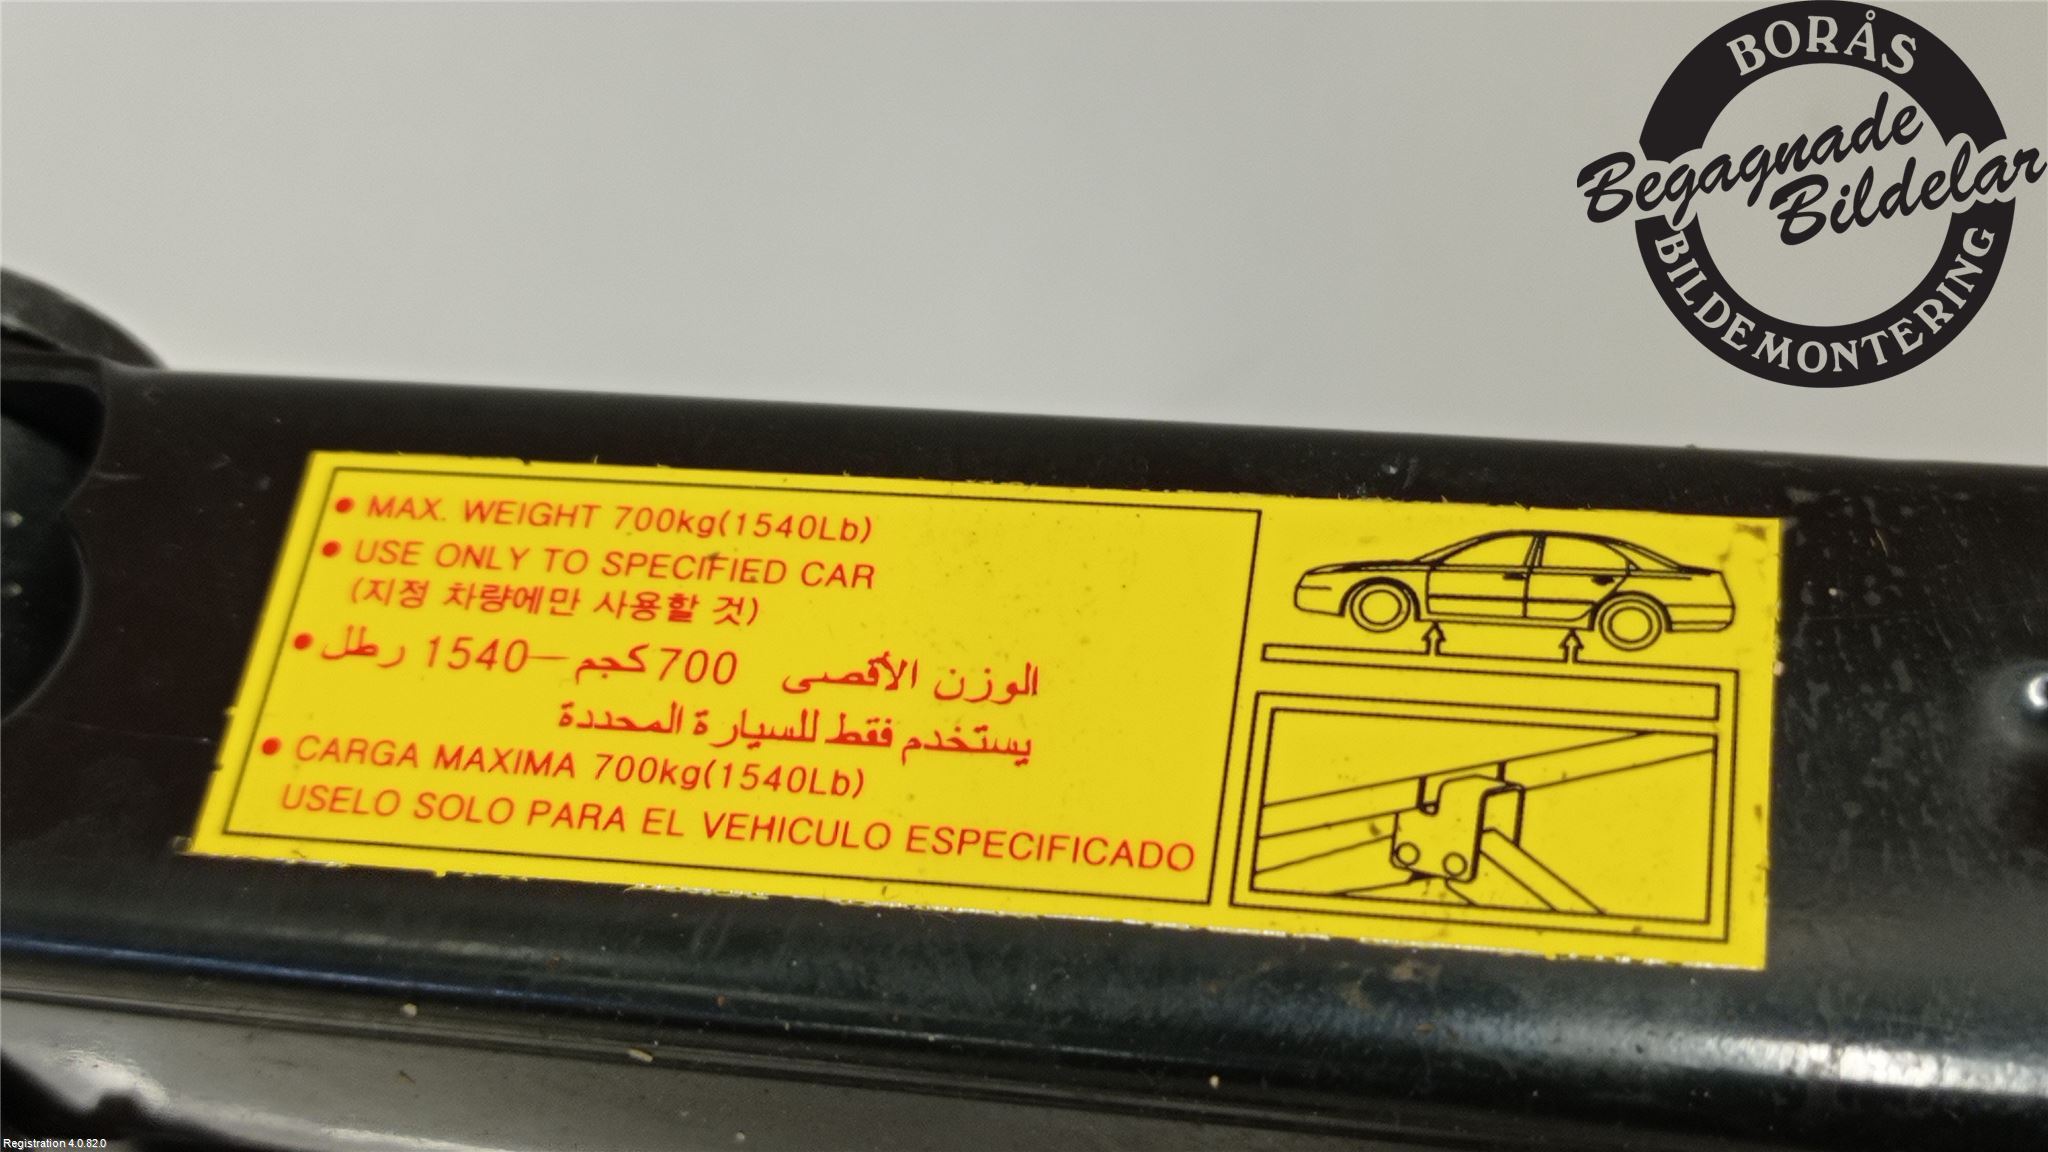 BORÅS
Begagnade
Bildelar
BILDEMONTERING
• MAX. WEIGHT 700kg(1540Lb)
• USE ONLY TO SPECIFIED CAR
(지정 차량에만 사용할 것)
• الوزن الأقصى 700 كجم – 1540 رطل
يستخدم فقط للسيارة المحددة
• CARGA MAXIMA 700kg(1540Lb)
USELO SOLO PARA EL VEHICULO ESPECIFICADO
Registration 4.0.82.0